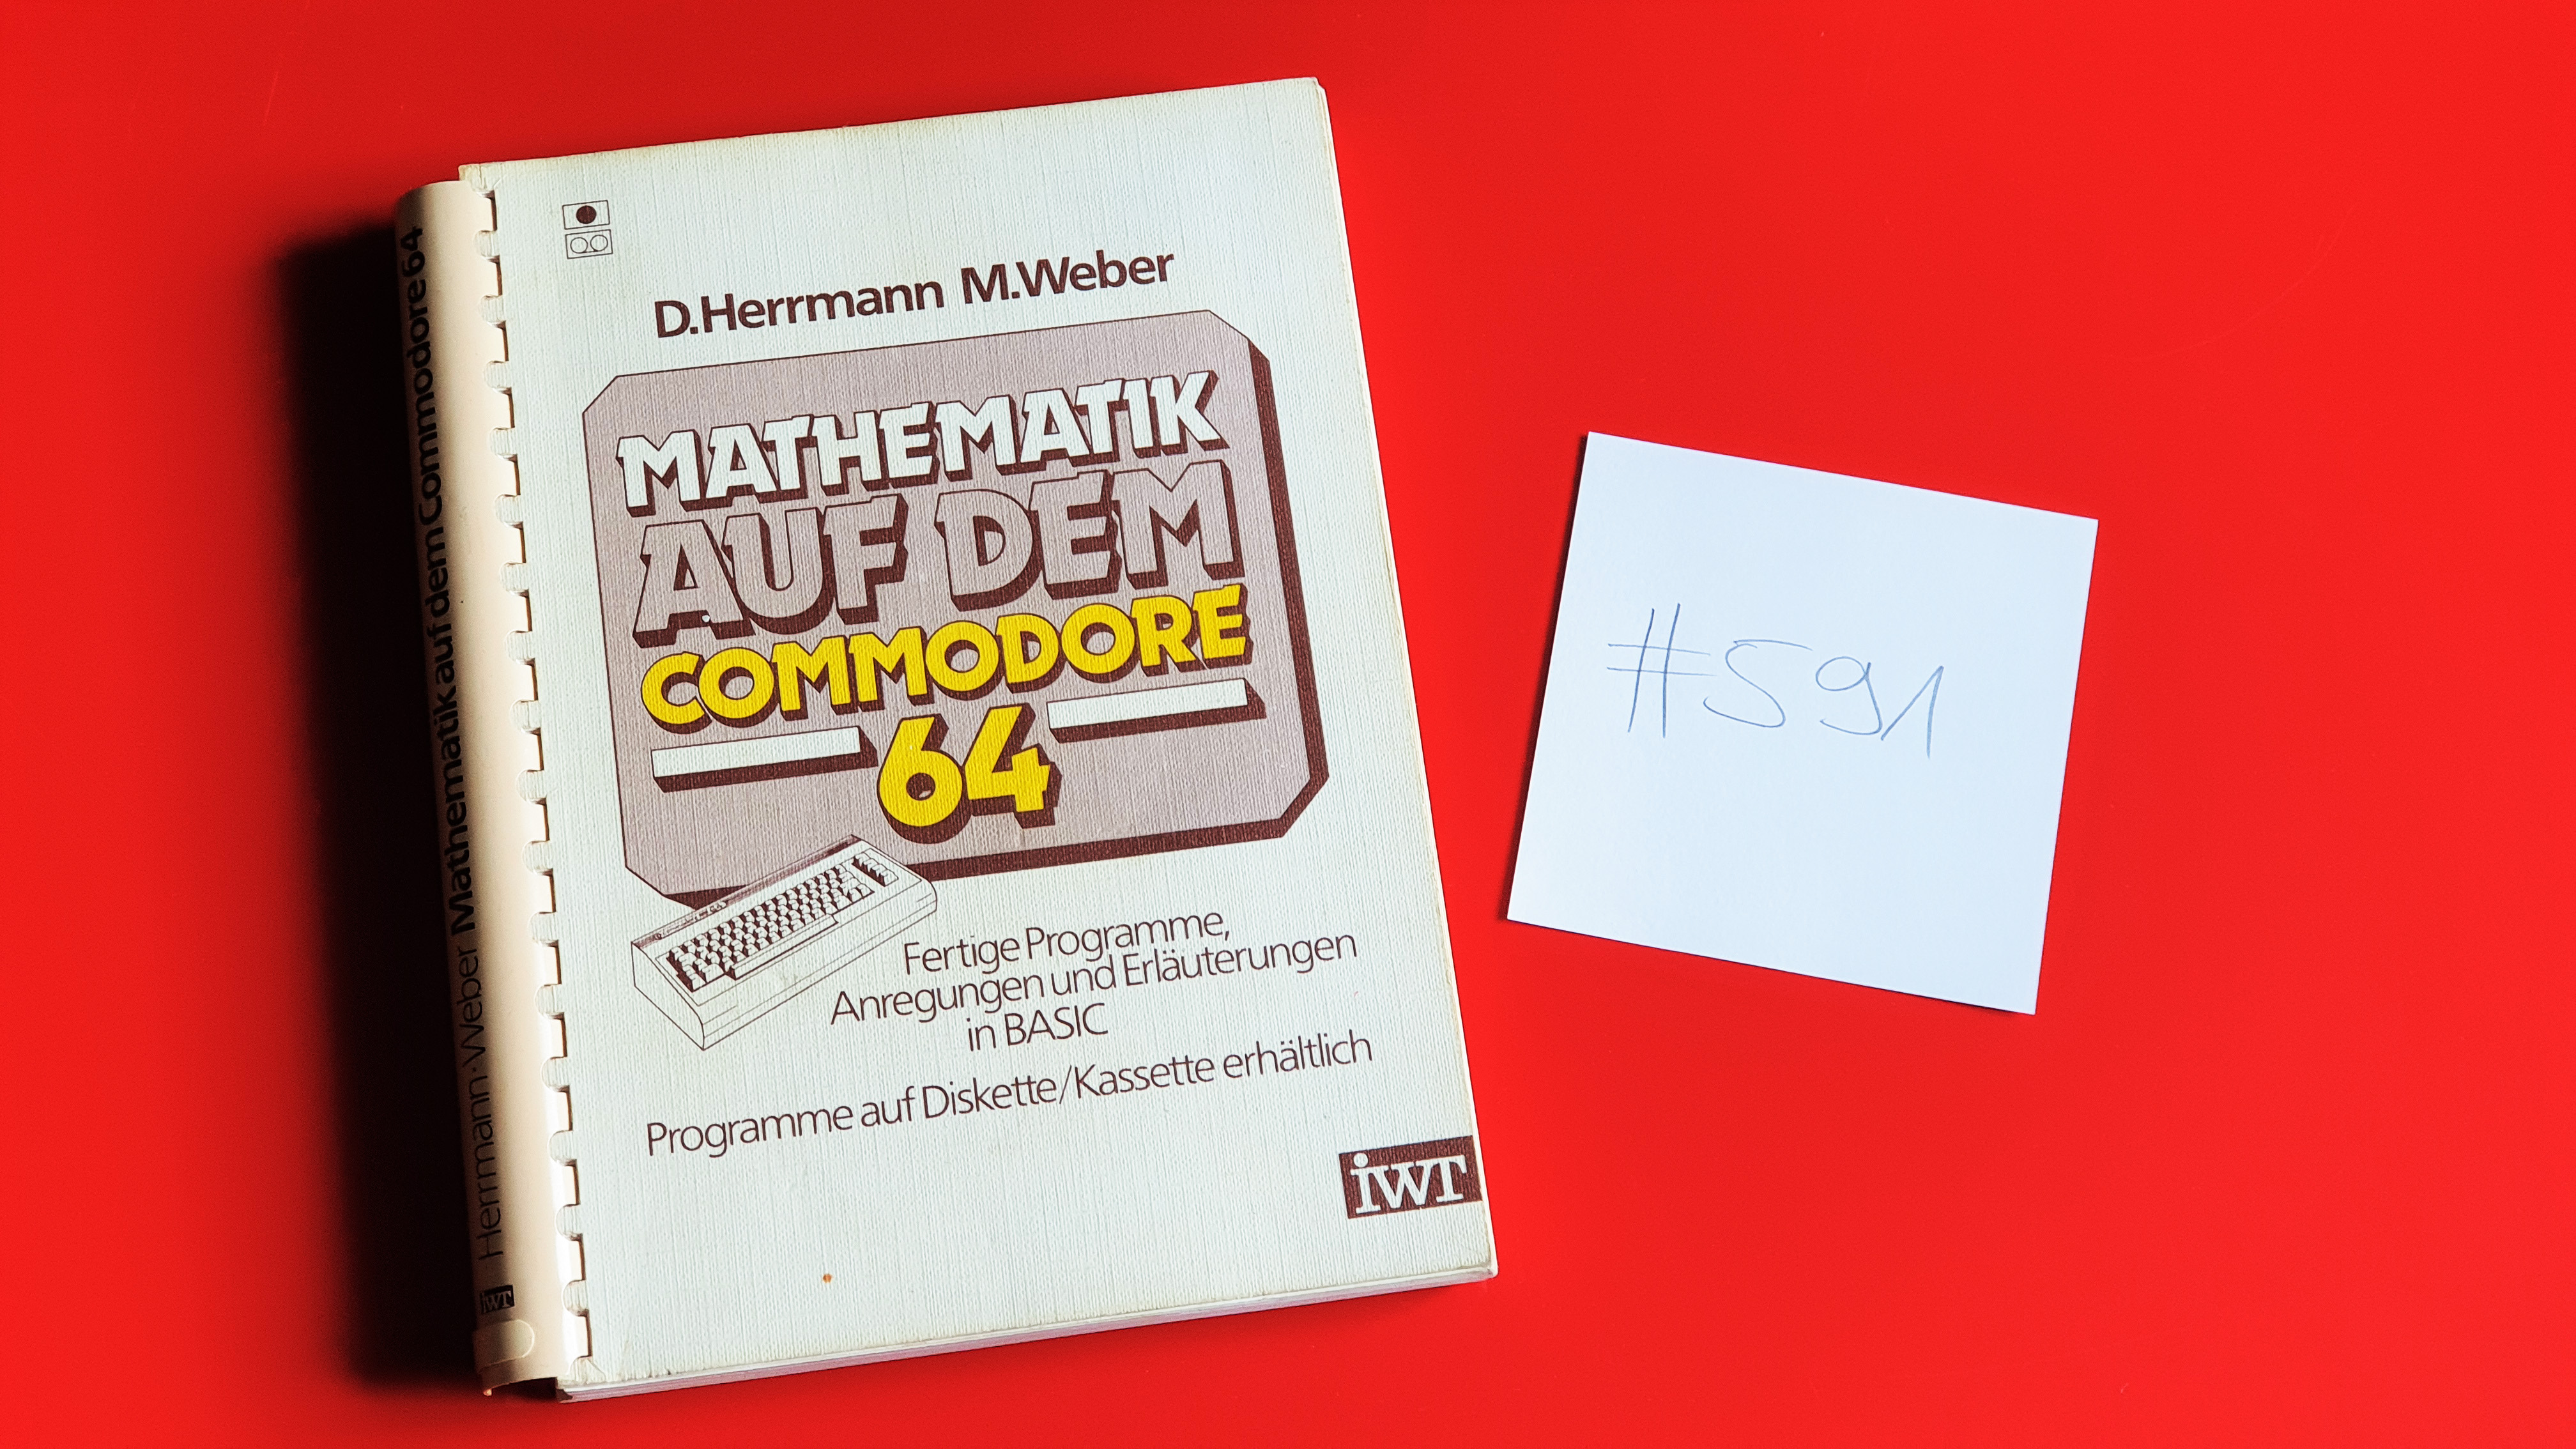 Herrmann·Weber Mathematik auf dem Commodore 64
iWT
D.Herrmann M.Weber
MATHEMATIK
AUF DEM
COMMODORE
64
Fertige Programme,
Anregungen und Erläuterungen
in BASIC
Programme auf Diskette/Kassette erhältlich
iWT
#591